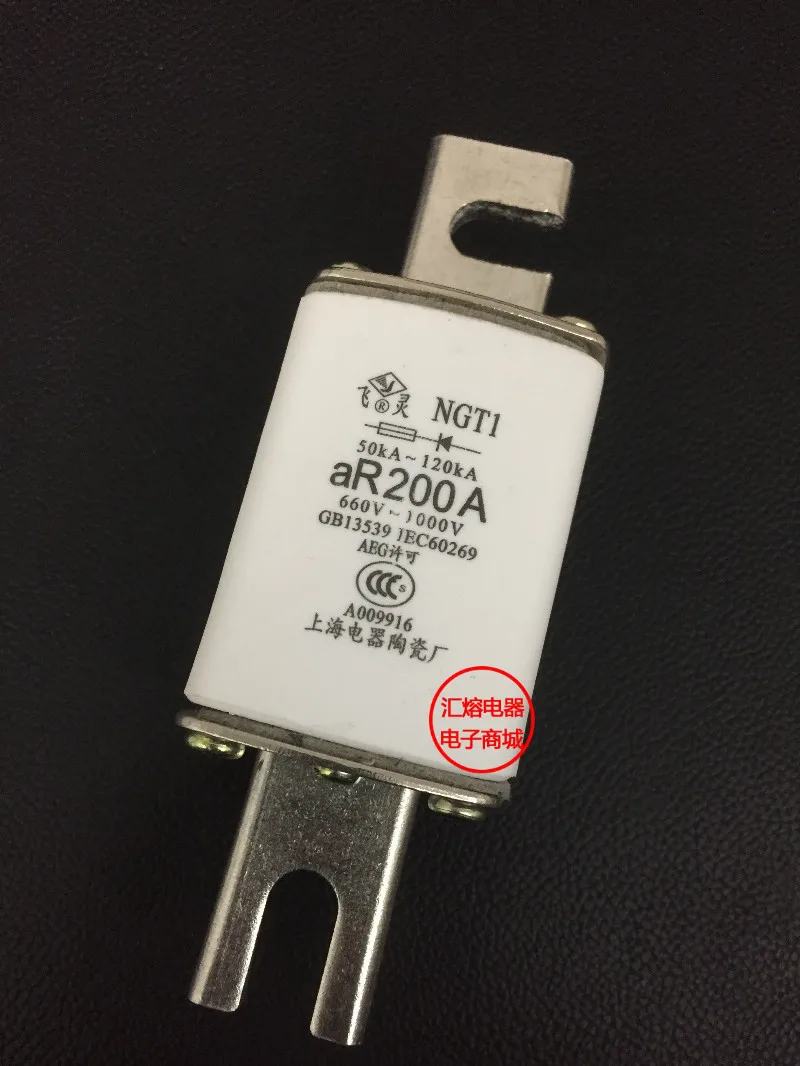 飞®灵 NGT1
50kA~120kA
aR200A
660V~1000V
GB13539 IEC60269
AEG许可
CCC S
A009916
上海电器陶瓷厂
汇熔电器
电子商城